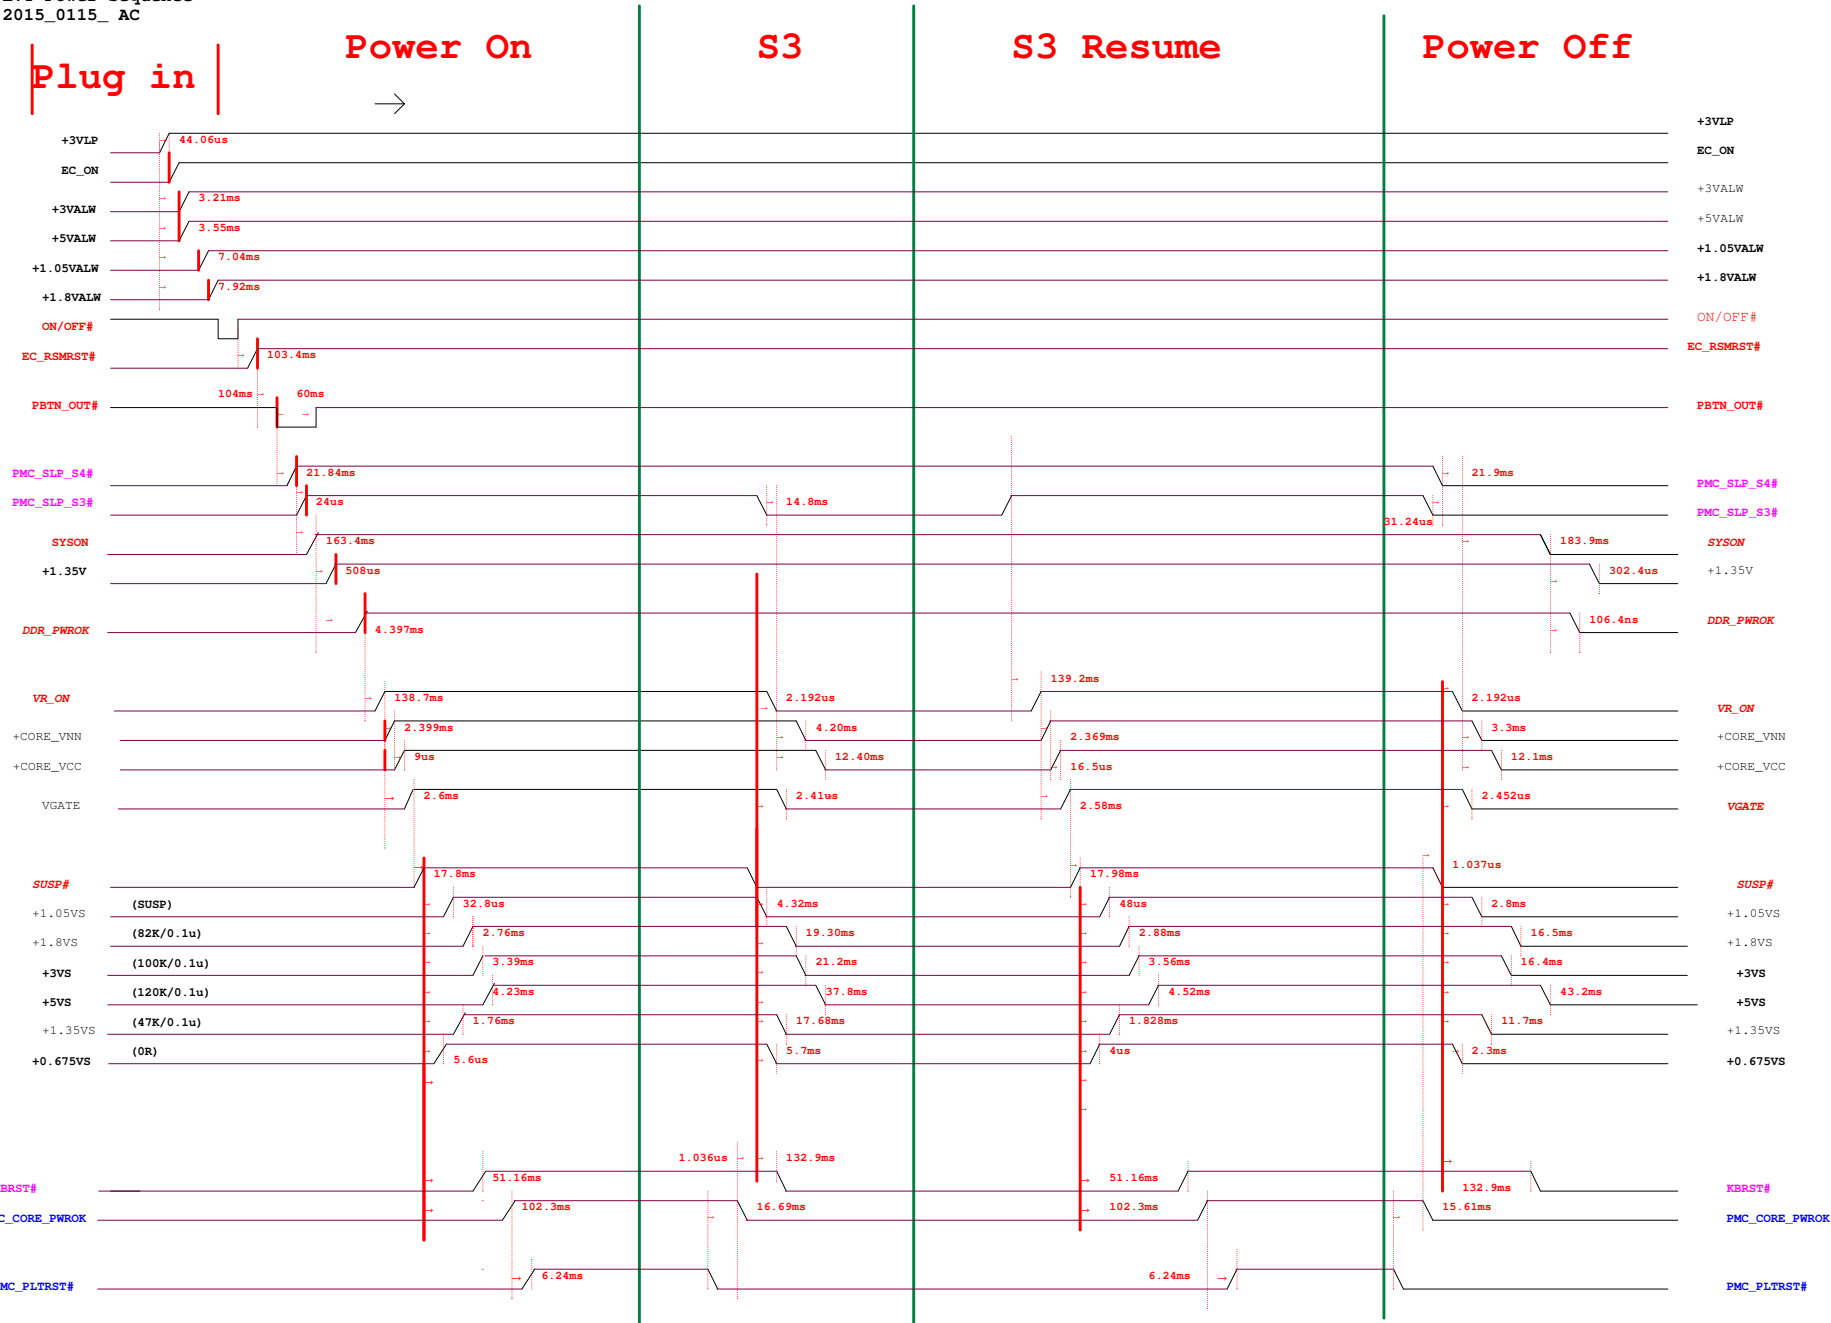 Power Sequence
2015_0115_ AC
Power On S3 S3 Resume Power Off
Plug in
+3VLP
+3VLP 44.06us
EC_ON
EC_ON
+3VALW
3.21ms
+3VALW
+5VALW
3.55ms
+5VALW
+1.05VALW
7.04ms
+1.05VALW
+1.8VALW
7.92ms
+1.8VALW
ON/OFF#
ON/OFF#
EC_RSMRST# 103.4ms EC_RSMRST#
104ms 60ms
PBTN_OUT# PBTN_OUT#
PMC_SLP_S4# 21.84ms 21.9ms PMC_SLP_S4#
PMC_SLP_S3# 24us 14.8ms PMC_SLP_S3#
31.24us
SYSON 163.4ms 183.9ms SYSON
+1.35V 508us 302.4us +1.35V
DDR_PWROK 4.397ms 106.4ns DDR_PWROK
139.2ms
VR_ON 138.7ms 2.192us 2.192us VR_ON
+CORE_VNN 2.399ms 4.20ms 2.369ms 3.3ms +CORE_VNN
+CORE_VCC 9us 12.40ms 16.5us 12.1ms +CORE_VCC
VGATE 2.6ms 2.41us 2.58ms 2.452us VGATE
1.037us
SUSP# 17.8ms 17.98ms SUSP#
+1.05VS (SUSP) 32.8us 4.32ms 48us 2.8ms +1.05VS
+1.8VS (82K/0.1u) 2.76ms 19.30ms 2.88ms 16.5ms +1.8VS
+3VS (100K/0.1u) 3.39ms 21.2ms 3.56ms 16.4ms +3VS
+5VS (120K/0.1u) 4.23ms 37.8ms 4.52ms 43.2ms +5VS
+1.35VS (47K/0.1u) 1.76ms 17.68ms 1.828ms 11.7ms +1.35VS
+0.675VS (0R) 5.6us 5.7ms 4us 2.3ms +0.675VS
1.036us 132.9ms
BRST# 51.16ms 51.16ms 132.9ms KBRST#
C_CORE_PWROK 102.3ms 16.69ms 102.3ms 15.61ms PMC_CORE_PWROK
MC_PLTRST# 6.24ms 6.24ms PMC_PLTRST#